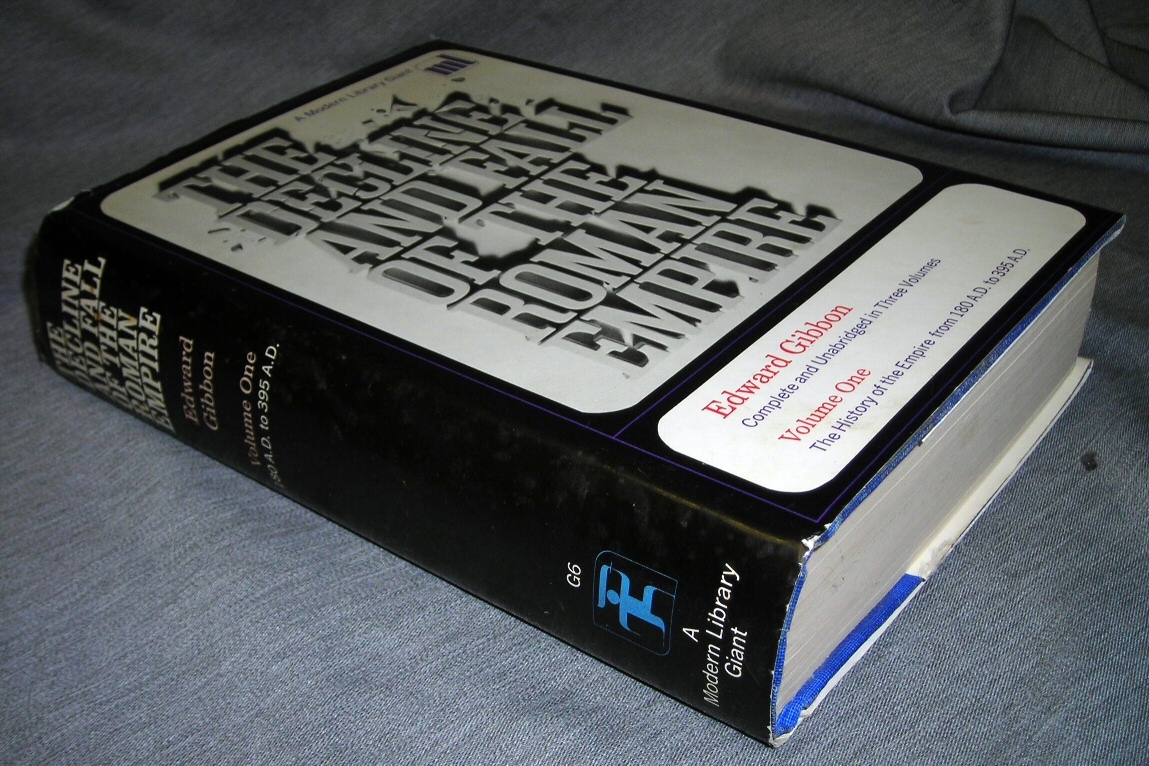 A Modern Library Giant
ml
THE
DECLINE
AND FALL
OF THE
ROMAN
EMPIRE
Edward Gibbon
Complete and Unabridged in Three Volumes
Volume One
The History of the Empire from 180 A.D. to 395 A.D.
THE
DECLINE
AND FALL
OF THE
ROMAN
EMPIRE
Edward
Gibbon
Volume One
180 A.D. to 395 A.D.
G6
A
Modern Library
Giant